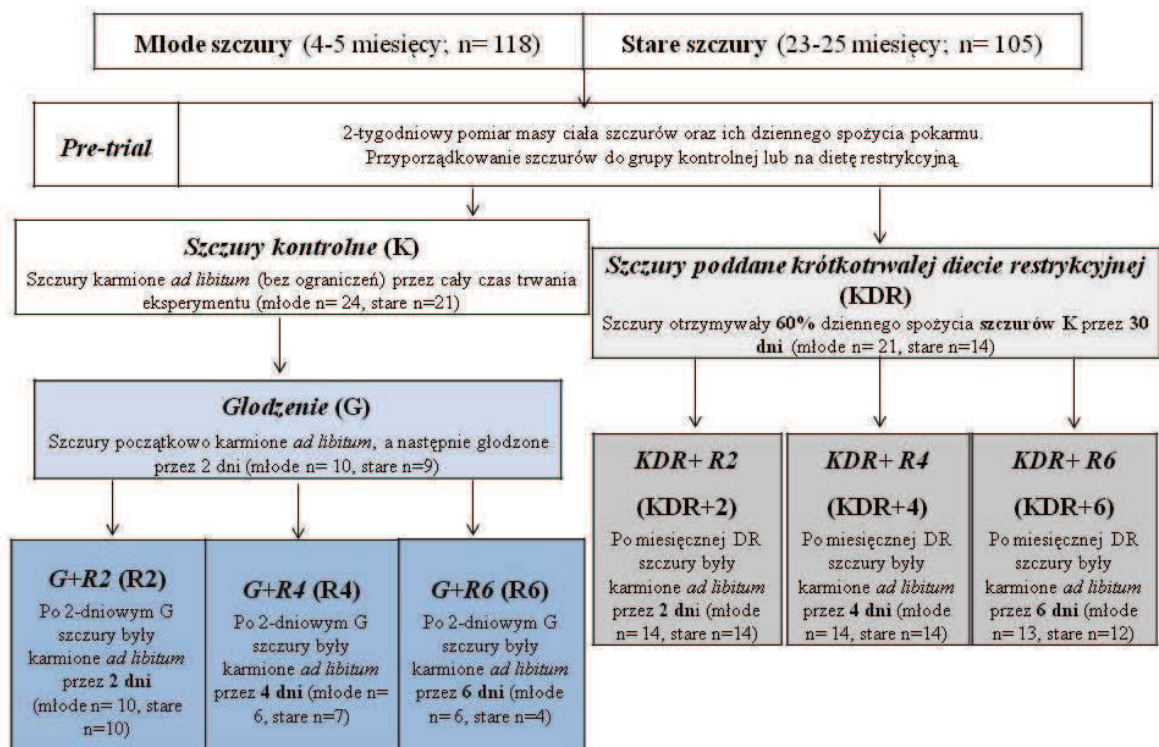 Młode szczury (4-5 miesięcy; n= 118)
Stare szczury (23-25 miesięcy; n= 105)
Pre-trial
2-tygodniowy pomiar masy ciała szczurów oraz ich dziennego spożycia pokarmu.
Przyporządkowanie szczurów do grupy kontrolnej lub na dietę restrykcyjną
Szczury kontrolne (K)
Szczury karmione ad libitum (bez ograniczeń) przez cały czas trwania
eksperymentu (młode n= 24, stare n=21)
Szczury poddane krótkotrwałej diecie restrykcyjnej
(KDR)
Szczury otrzymywały 60% dziennego spożycia szczurów K przez 30
dni (młode n= 21, stare n=14)
Głodzenie (G)
Szczury początkowo karmione ad libitum, a następnie głodzone
przez 2 dni (młode n= 10, stare n=9)
G+R2 (R2)
Po 2-dniowym G
szczury były
karmione ad libitum
przez 2 dni
(młode n= 10, stare
n=10)
G+R4 (R4)
Po 2-dniowym G
szczury były
karmione ad libitum
przez 4 dni (młode n=
6, stare n=7)
G+R6 (R6)
Po 2-dniowym G
szczury były
karmione ad libitum
przez 6 dni (młode
n= 6, stare n=4)
KDR+ R2
(KDR+2)
Po miesięcznej DR
szczury były
karmione ad libitum
przez 2 dni (młode
n= 14, stare n=14)
KDR+ R4
(KDR+4)
Po miesięcznej DR
szczury były
karmione ad libitum
przez 4 dni (młode
n= 14, stare n=14)
KDR+ R6
(KDR+6)
Po miesięcznej DR
szczury były
karmione ad libitum
przez 6 dni (młode
n= 13, stare n=12)